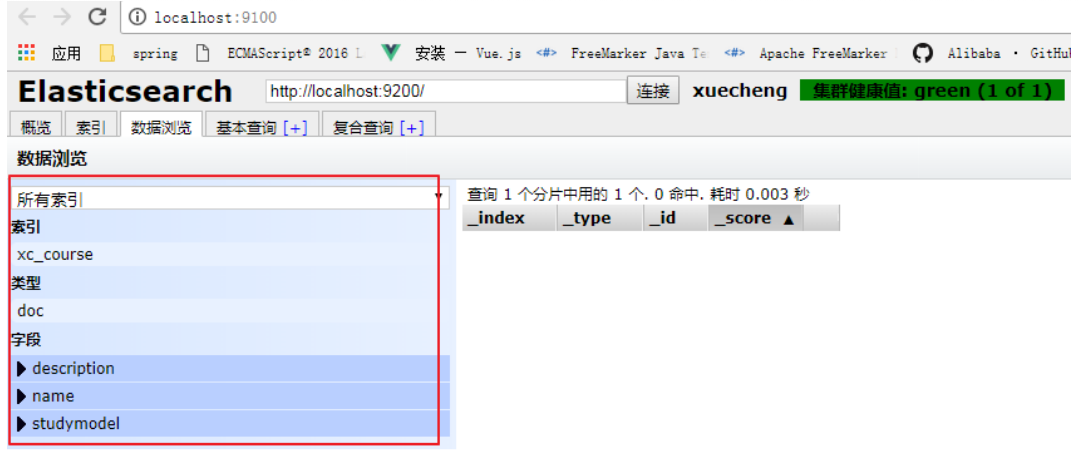 localhost:9100
应用 spring ECMAScript® 2016 L 安装 — Vue.js <#> FreeMarker Java Te <#> Apache FreeMarker Alibaba · GitHub
Elasticsearch http://localhost:9200/ 连接 xuecheng 集群健康值: green (1 of 1)
概览 索引 数据浏览 基本查询 [+] 复合查询 [+]
数据浏览
所有索引 查询 1 个分片中用的 1 个. 0 命中. 耗时 0.003 秒
_index _type _id _score ▲
索引
xc_course
类型
doc
字段
description
name
studymodel